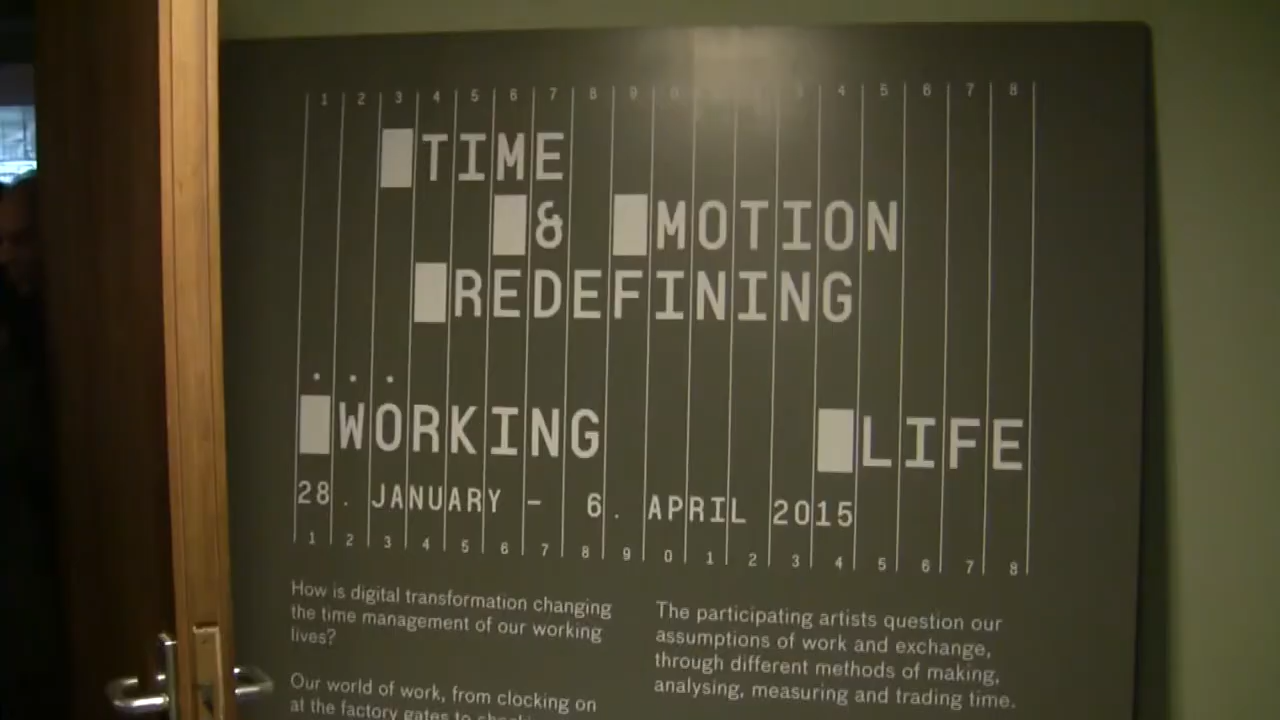 1 2 3 4 5 6 7 8 9 0 3 4 5 6 7 8
TIME
& MOTION
REDEFINING
...
WORKING LIFE
28. JANUARY - 6. APRIL 2015
1 2 3 4 5 6 7 8 9 0 1 2 3 4 5 6 7 8
How is digital transformation changing
the time management of our working
lives?
Our world of work, from clocking on
at the factory gates to
The participating artists question our
assumptions of work and exchange,
through different methods of making,
analysing, measuring and trading time.